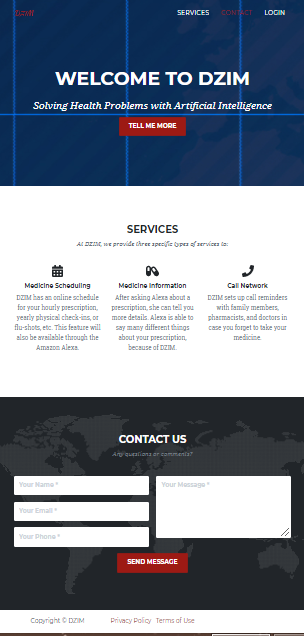 dzim
SERVICES CONTACT LOGIN
WELCOME TO DZIM
Solving Health Problems with Artificial Intelligence
TELL ME MORE
SERVICES
At DZIM, we provide three specific types of services to:
Medicine Scheduling
DZIM has an online schedule
for your hourly prescription,
yearly physical check-ins, or
flu-shots, etc. This feature will
also be available through the
Amazon Alexa.
Medicine Information
After asking Alexa about a
prescription, she can tell you
more details. Alexa is able to
say many different things
about your prescription,
because of DZIM.
Call Network
DZIM sets up call reminders
with family members,
pharmacists, and doctors in
case you forget to take your
medicine.
CONTACT US
Any questions or comments?
Your Name *
Your Email *
Your Phone *
Your Message *
SEND MESSAGE
Copyright © DZIM
Privacy Policy Terms of Use